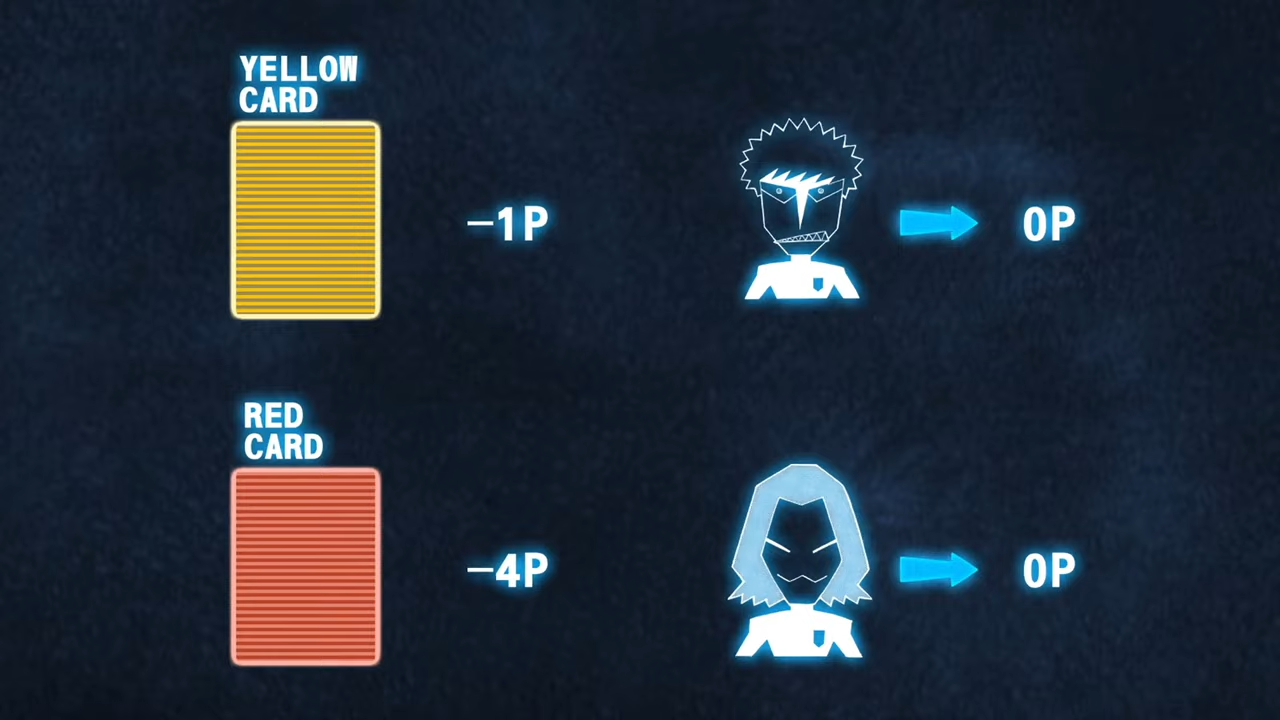 YELLOW
CARD
–1P
0P
RED
CARD
–4P
0P